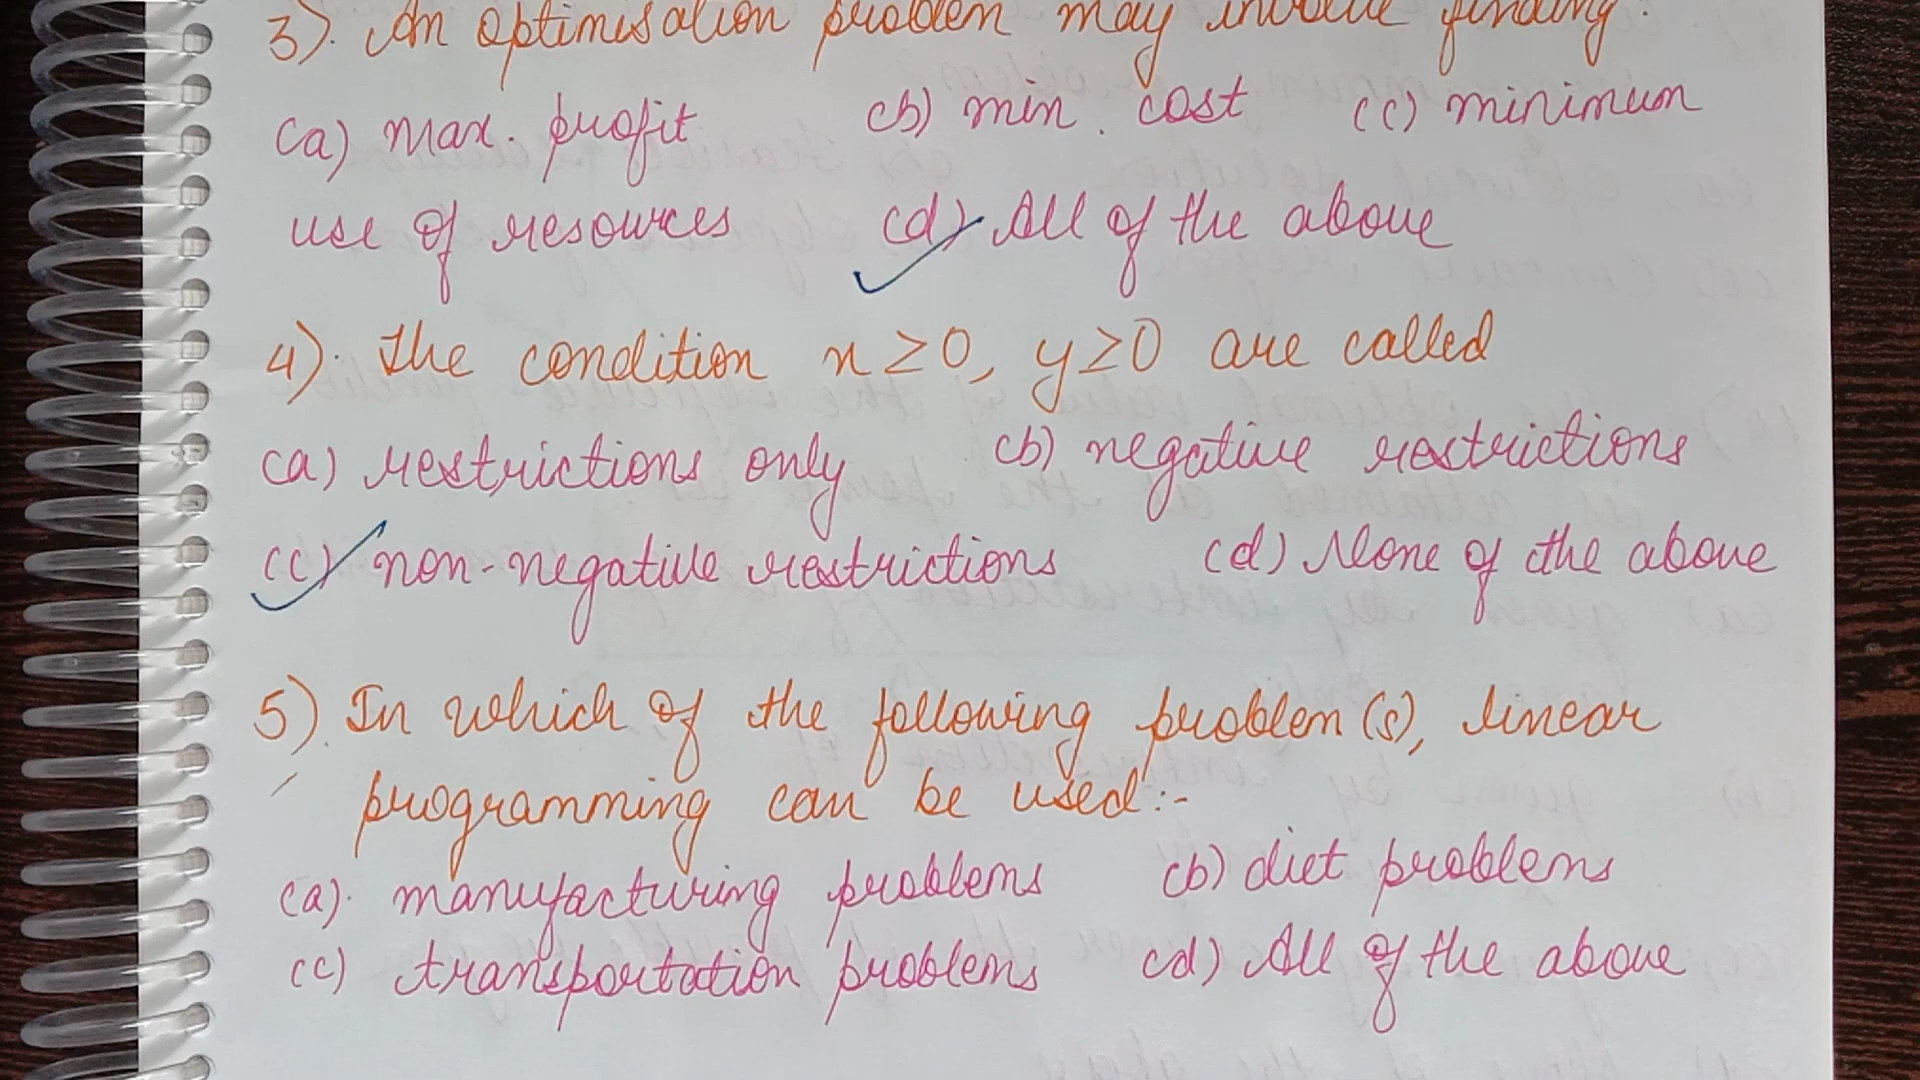 3). An optimisation problem may involve finding:
(a) max. profit (b) min. cost (c) minimum
use of resources (d) All of the above
4). The condition x ≥ 0, y ≥ 0 are called
(a) restrictions only (b) negative restrictions
(c) non-negative restrictions (d) None of the above
5). In which of the following problem(s), linear
programming can be used:-
(a). manufacturing problems (b) diet problems
(c) transportation problems (d) All of the above